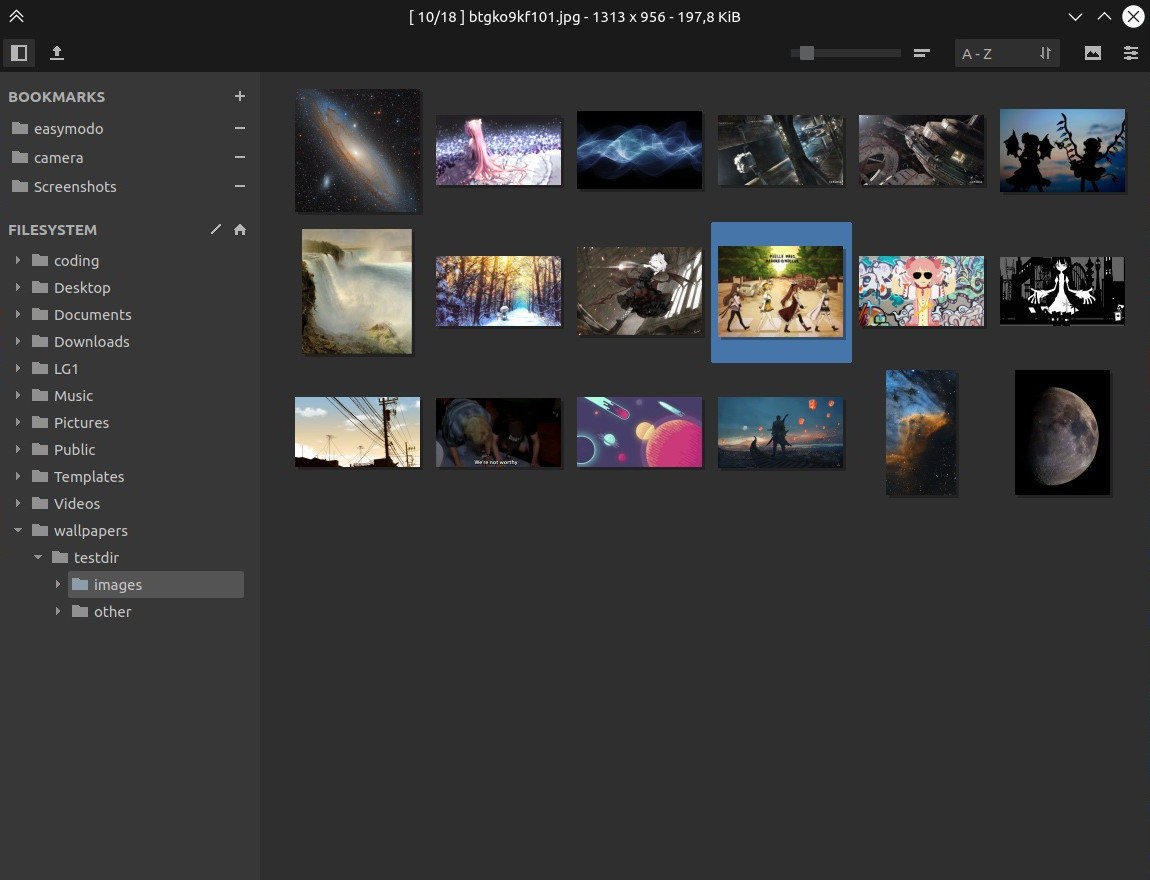 [ 10/18 ] btgko9kf101.jpg - 1313 x 956 - 197,8 KiB
A - Z
BOOKMARKS
easymodo
camera
Screenshots
FILESYSTEM
coding
Desktop
Documents
Downloads
LG1
Music
Pictures
Public
Templates
Videos
wallpapers
testdir
images
other
We're not worthy